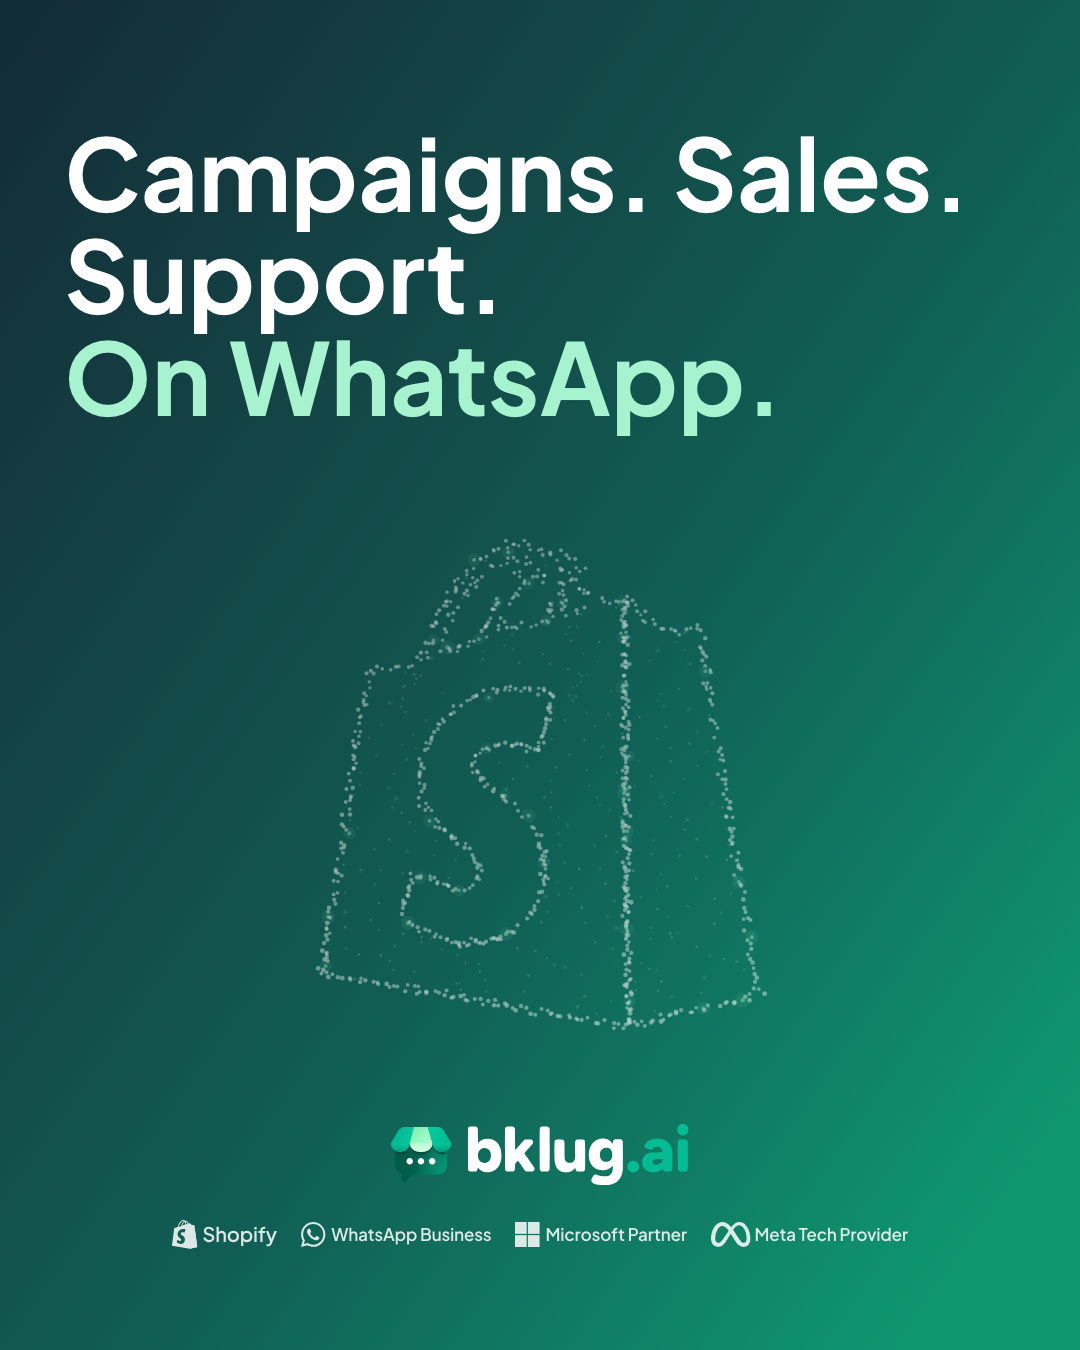 Campaigns. Sales.
Support.
On WhatsApp.
S
bklug.ai
Shopify WhatsApp Business Microsoft Partner Meta Tech Provider